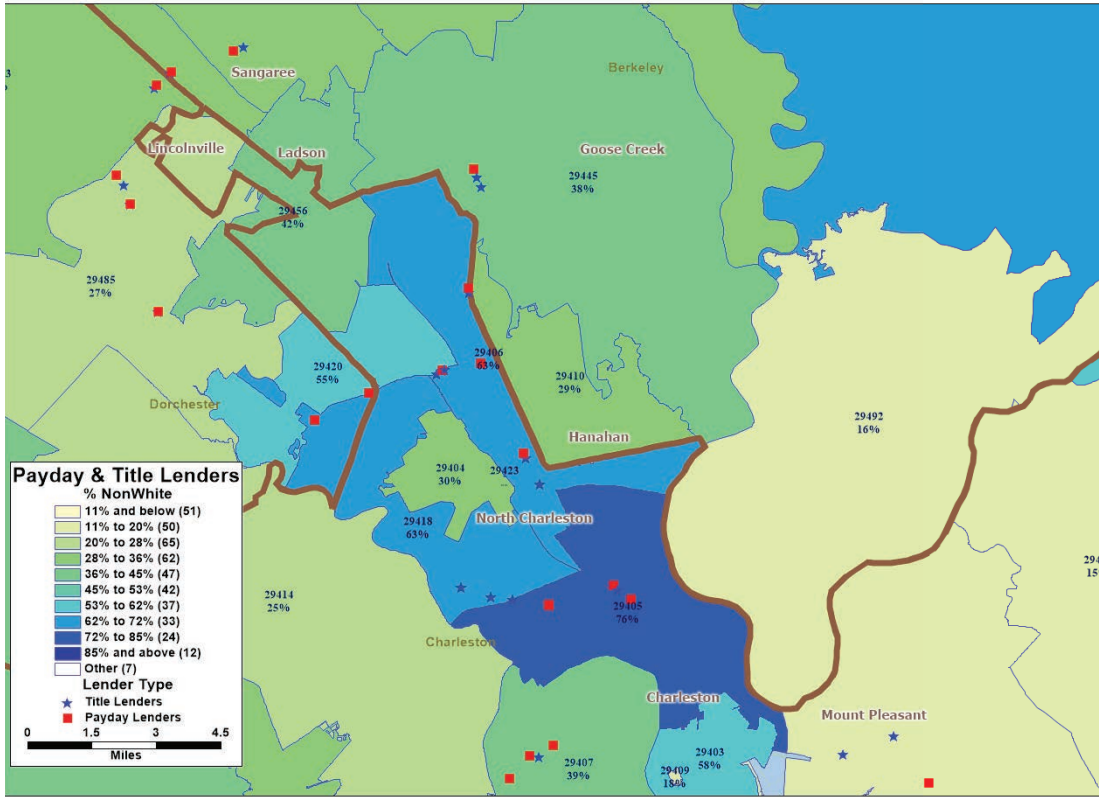 Sangaree
Berkeley
Lincolnville
Ladson
Goose Creek
29445
38%
29456
42%
29485
27%
29406
63%
29420
55%
29410
29%
Dorchester
29492
16%
Hanahan
29404
30%
29423
--
North Charleston
29418
63%
29414
25%
29405
76%
Charleston
Charleston
Mount Pleasant
29403
58%
29407
39%
29409
18%
15%
Payday & Title Lenders
% NonWhite
11% and below (51)
11% to 20% (50)
20% to 28% (65)
28% to 36% (62)
36% to 45% (47)
45% to 53% (42)
53% to 62% (37)
62% to 72% (33)
72% to 85% (24)
85% and above (12)
Other (7)
Lender Type
Title Lenders
Payday Lenders
0 1.5 3 4.5
Miles